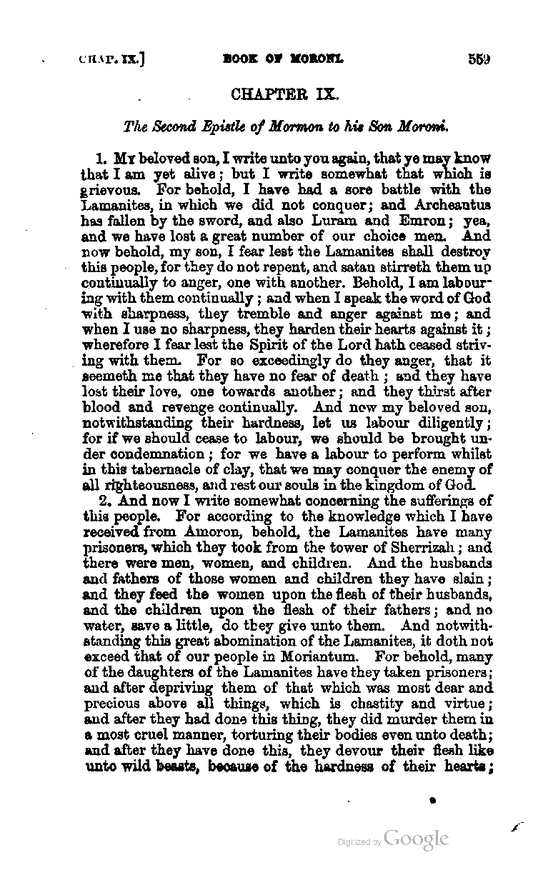 CHAP. IX.] BOOK OF MORONI. 559
CHAPTER IX.
The Second Epistle of Mormon to his Son Moroni.
1. My beloved son, I write unto you again, that ye may know
that I am yet alive; but I write somewhat that which is
grievous. For behold, I have had a sore battle with the
Lamanites, in which we did not conquer; and Archeantus
has fallen by the sword, and also Luram and Emron; yea,
and we have lost a great number of our choice men. And
now behold, my son, I fear lest the Lamanites shall destroy
this people, for they do not repent, and satan stirreth them up
continually to anger, one with another. Behold, I am labour-
ing with them continually; and when I speak the word of God
with sharpness, they tremble and anger against me; and
when I use no sharpness, they harden their hearts against it;
wherefore I fear lest the Spirit of the Lord hath ceased striv-
ing with them. For so exceedingly do they anger, that it
seemeth me that they have no fear of death; and they have
lost their love, one towards another; and they thirst after
blood and revenge continually. And now my beloved son,
notwithstanding their hardness, let us labour diligently;
for if we should cease to labour, we should be brought un-
der condemnation; for we have a labour to perform whilst
in this tabernacle of clay, that we may conquer the enemy of
all righteousness, and rest our souls in the kingdom of God.
2. And now I write somewhat concerning the sufferings of
this people. For according to the knowledge which I have
received from Amoron, behold, the Lamanites have many
prisoners, which they took from the tower of Sherrizah; and
there were men, women, and children. And the husbands
and fathers of those women and children they have slain;
and they feed the women upon the flesh of their husbands,
and the children upon the flesh of their fathers; and no
water, save a little, do they give unto them. And notwith-
standing this great abomination of the Lamanites, it doth not
exceed that of our people in Moriantum. For behold, many
of the daughters of the Lamanites have they taken prisoners;
and after depriving them of that which was most dear and
precious above all things, which is chastity and virtue;
and after they had done this thing, they did murder them in
a most cruel manner, torturing their bodies even unto death;
and after they have done this, they devour their flesh like
unto wild beasts, because of the hardness of their hearts;
Digitized by Google